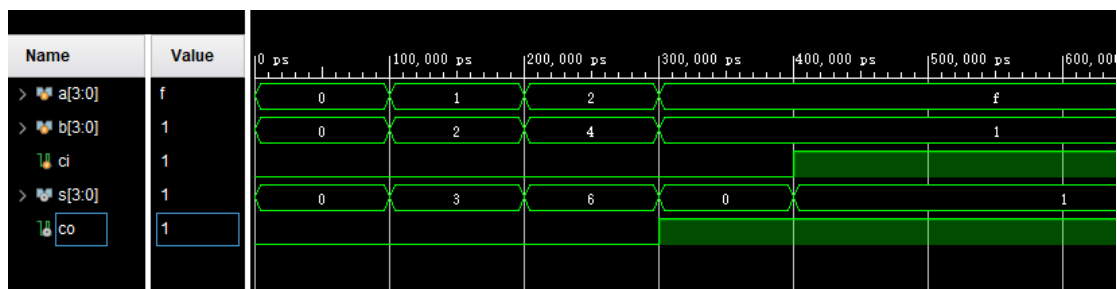 Name Value 0 ps 100,000 ps 200,000 ps 300,000 ps 400,000 ps 500,000 ps 600,00
a[3:0] f 0 1 2 f
b[3:0] 1 0 2 4 1
ci 1
s[3:0] 1 0 3 6 0 1
co 1